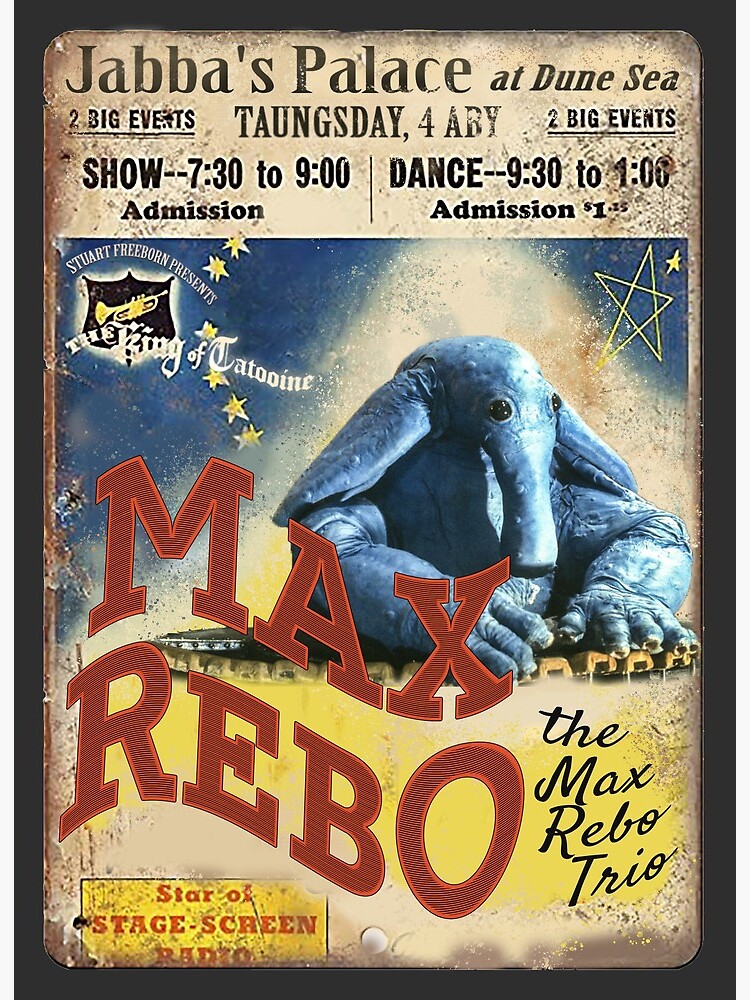 Jabba's Palace at Dune Sea
2 BIG EVENTS TAUNGSDAY, 4 ABY 2 BIG EVENTS
SHOW--7:30 to 9:00 DANCE--9:30 to 1:00
Admission Admission $1.25
STUART FREEBORN PRESENTS
THE King of Tatooine
MAX
REBO
the
Max
Rebo
Trio
Star of
STAGE-SCREEN
RADIO